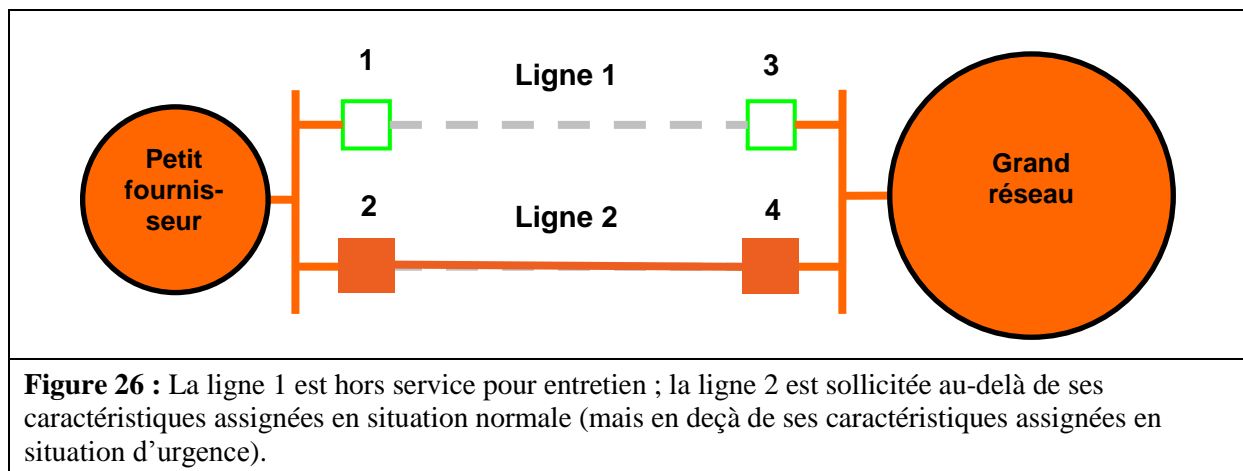 1
Ligne 1
3
Petit
fournis-
seur
2
Ligne 2
4
Grand
réseau
Figure 26 : La ligne 1 est hors service pour entretien ; la ligne 2 est sollicitée au-delà de ses
caractéristiques assignées en situation normale (mais en deçà de ses caractéristiques assignées en
situation d’urgence).